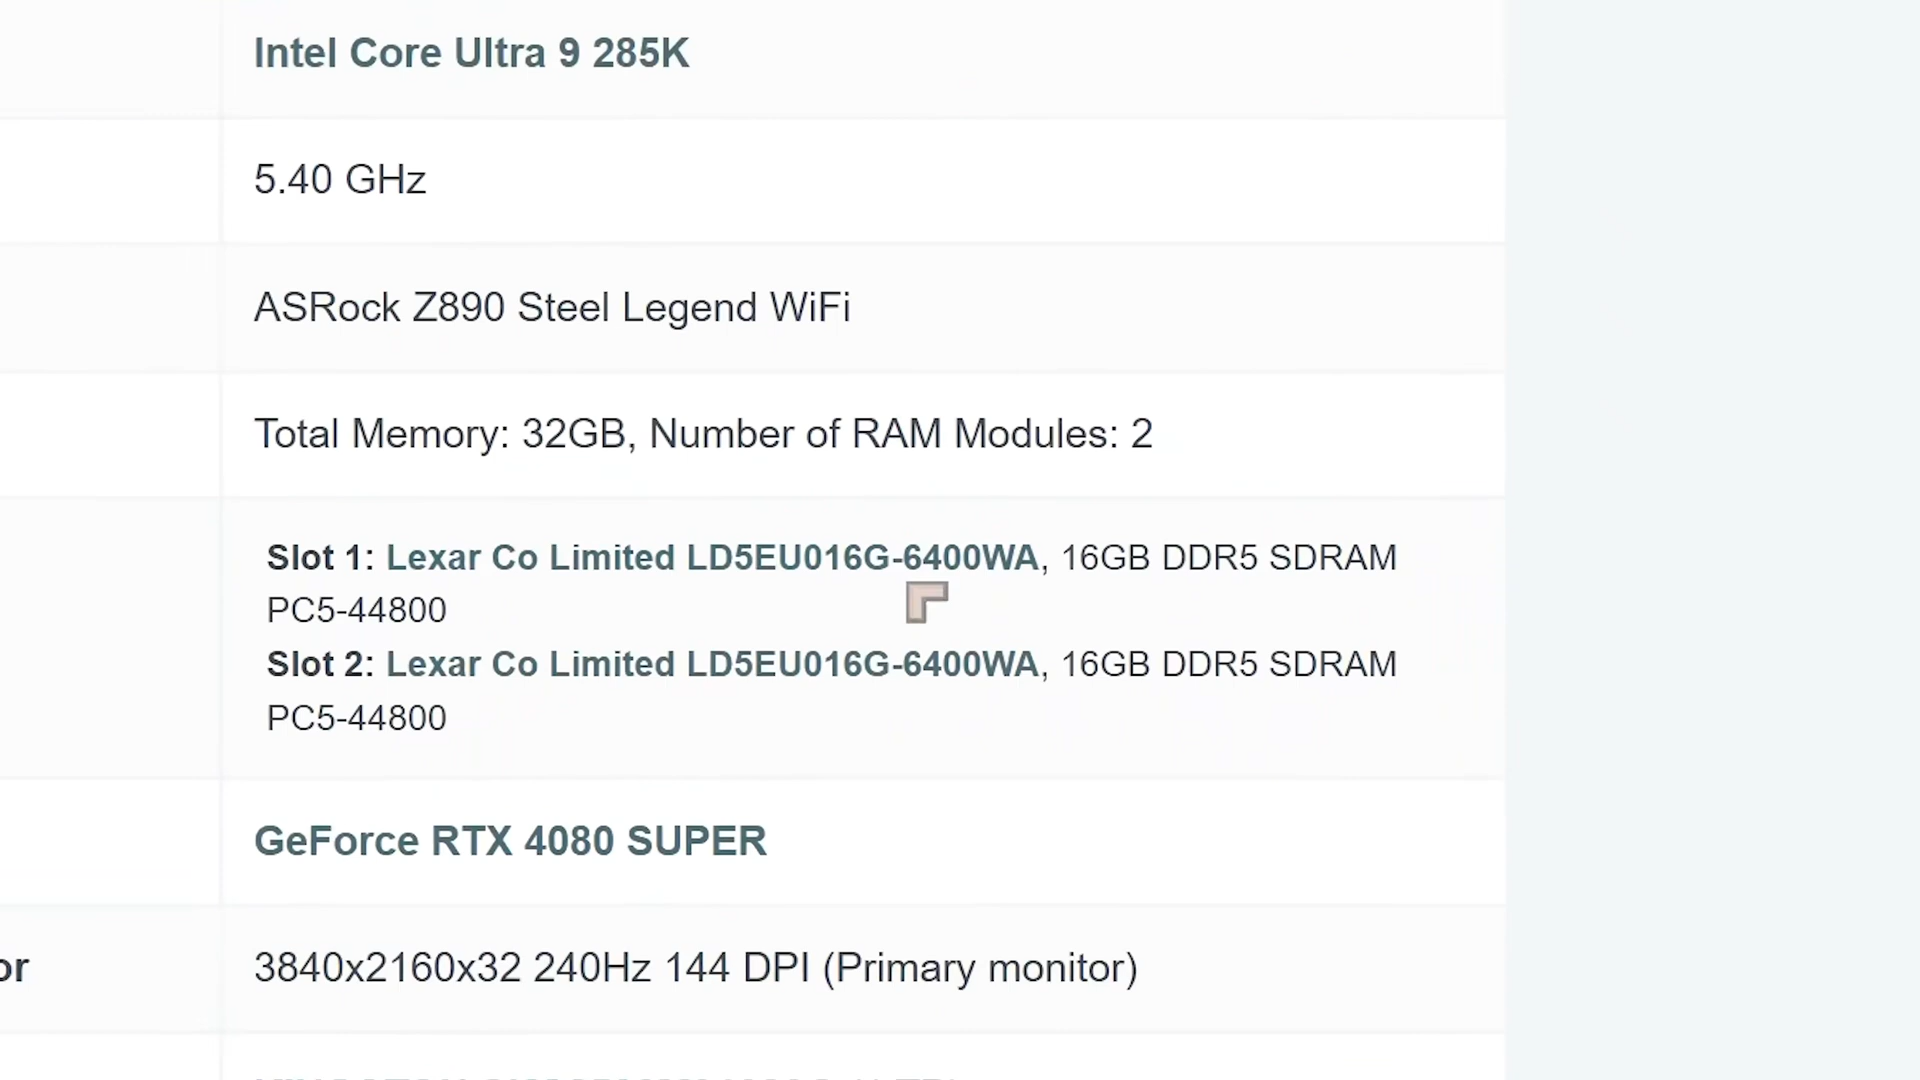 Intel Core Ultra 9 285K
5.40 GHz
ASRock Z890 Steel Legend WiFi
Total Memory: 32GB, Number of RAM Modules: 2
Slot 1: Lexar Co Limited LD5EU016G-6400WA, 16GB DDR5 SDRAM
PC5-44800
Slot 2: Lexar Co Limited LD5EU016G-6400WA, 16GB DDR5 SDRAM
PC5-44800
GeForce RTX 4080 SUPER
or
3840x2160x32 240Hz 144 DPI (Primary monitor)